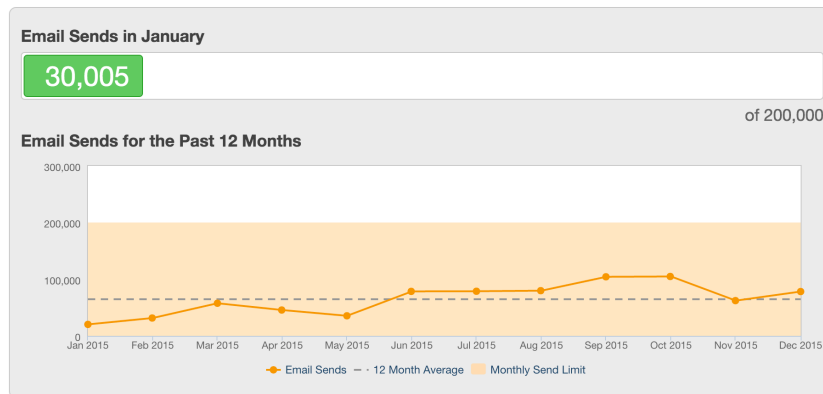 Email Sends in January
30,005
of 200,000
Email Sends for the Past 12 Months
300,000
200,000
100,000
0
Jan 2015 Feb 2015 Mar 2015 Apr 2015 May 2015 Jun 2015 Jul 2015 Aug 2015 Sep 2015 Oct 2015 Nov 2015 Dec 2015
Email Sends 12 Month Average Monthly Send Limit